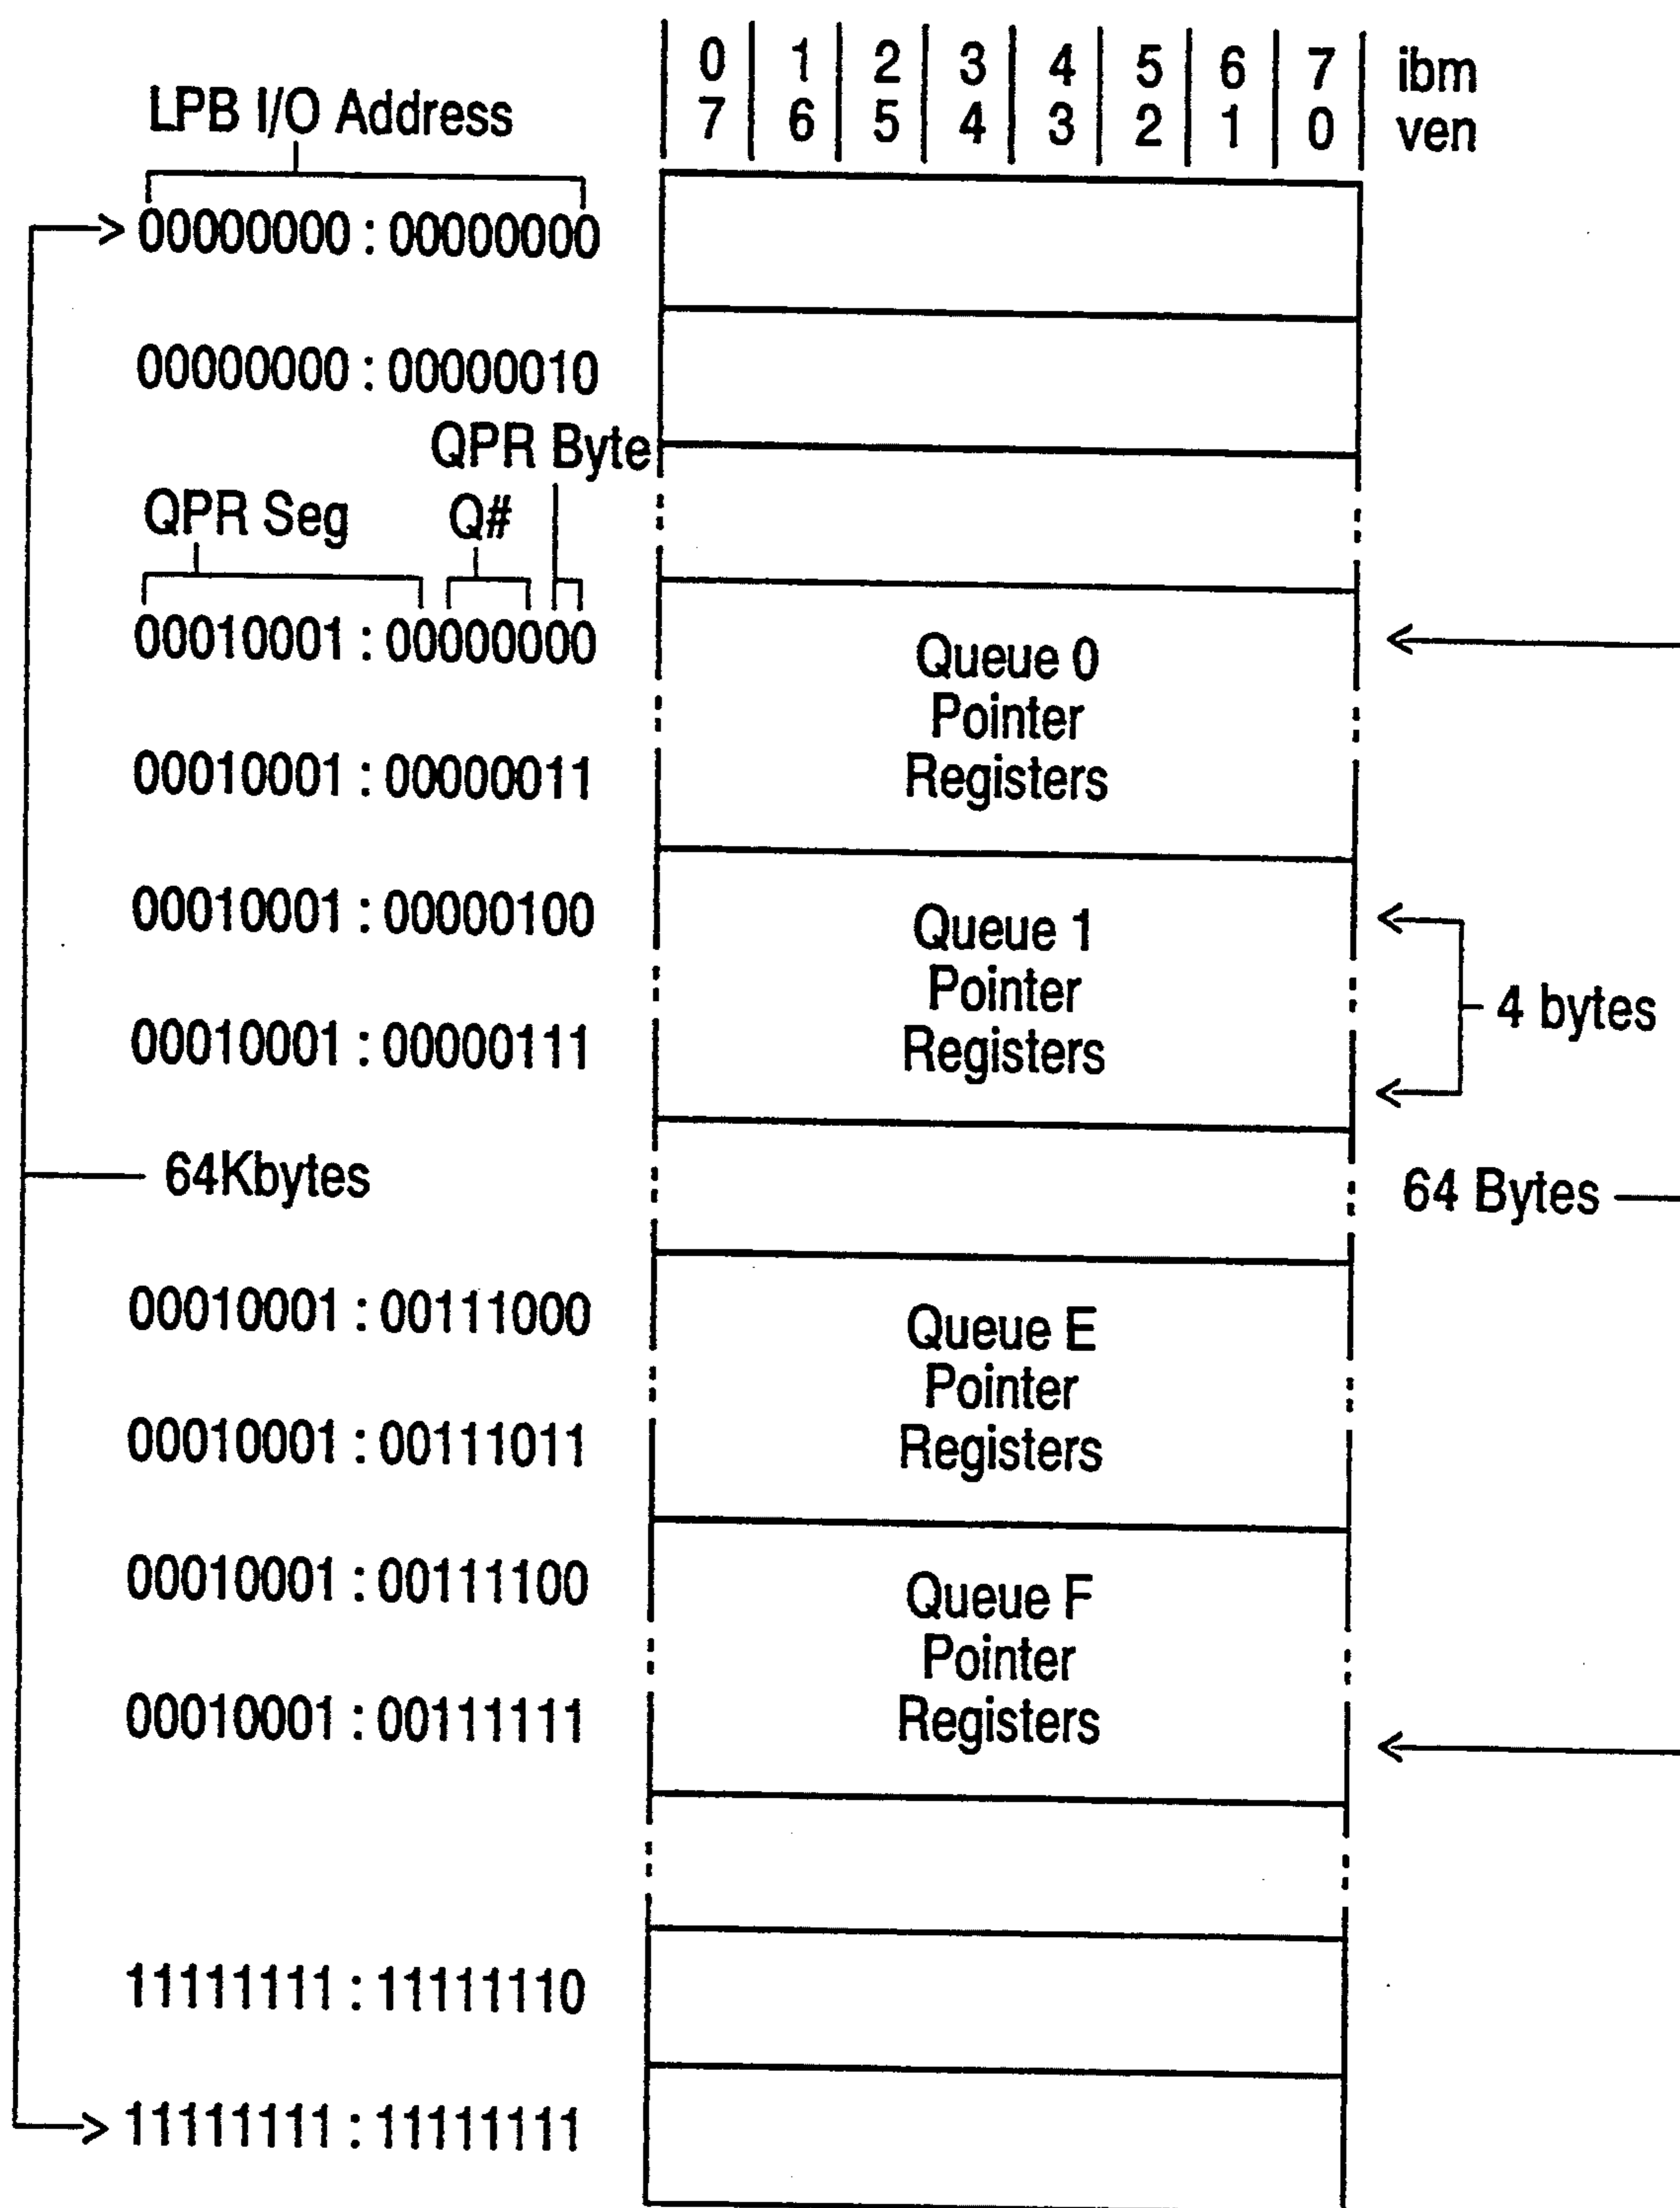 0 1 2 3 4 5 6 7 ibm
7 6 5 4 3 2 1 0 ven
LPB I/O Address
00000000 : 00000000
00000000 : 00000010
QPR Byte
QPR Seg Q#
00010001 : 00000000
Queue 0
Pointer
Registers
00010001 : 00000011
00010001 : 00000100
Queue 1
Pointer
Registers
4 bytes
00010001 : 00000111
64Kbytes
64 Bytes
00010001 : 00111000
Queue E
Pointer
Registers
00010001 : 00111011
00010001 : 00111100
Queue F
Pointer
Registers
00010001 : 00111111
11111111 : 11111110
11111111 : 11111111